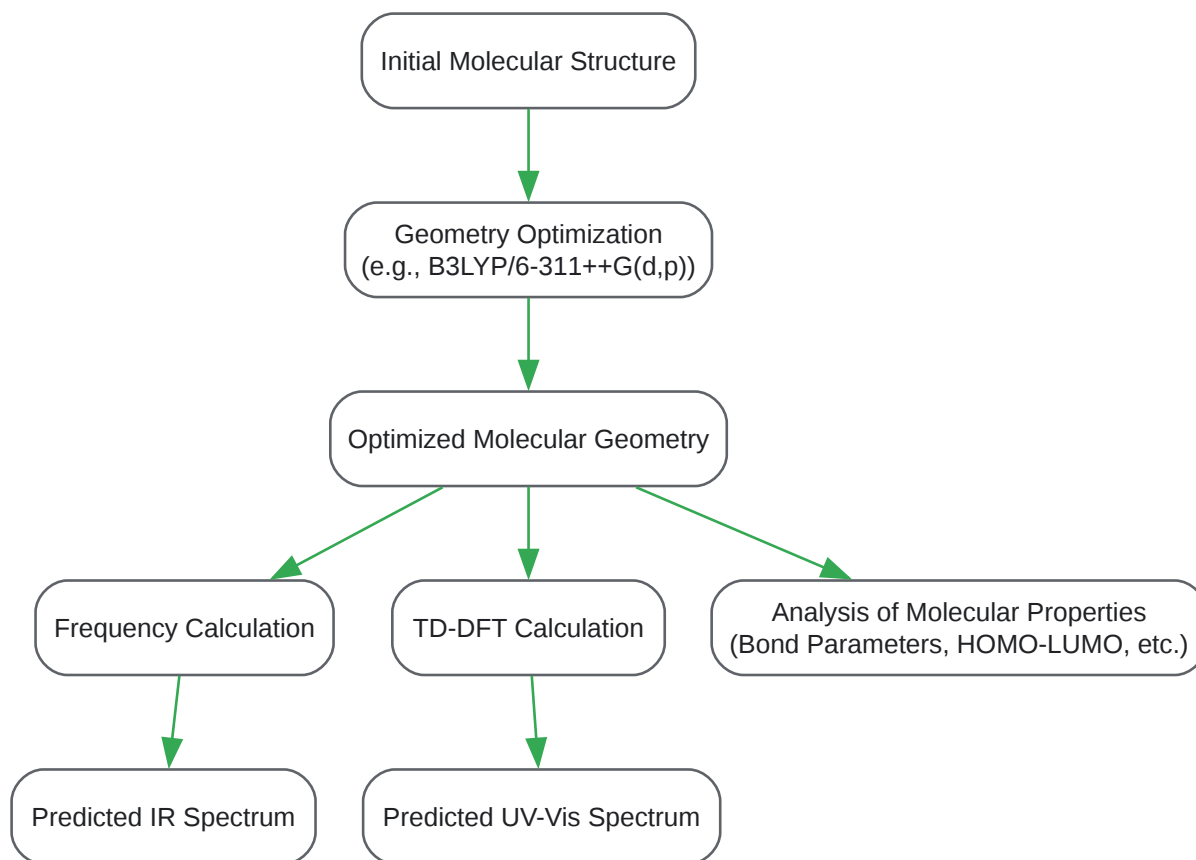 Initial Molecular Structure
Geometry Optimization
(e.g., B3LYP/6-311++G(d,p))
Optimized Molecular Geometry
Frequency Calculation
TD-DFT Calculation
Analysis of Molecular Properties
(Bond Parameters, HOMO-LUMO, etc.)
Predicted IR Spectrum
Predicted UV-Vis Spectrum